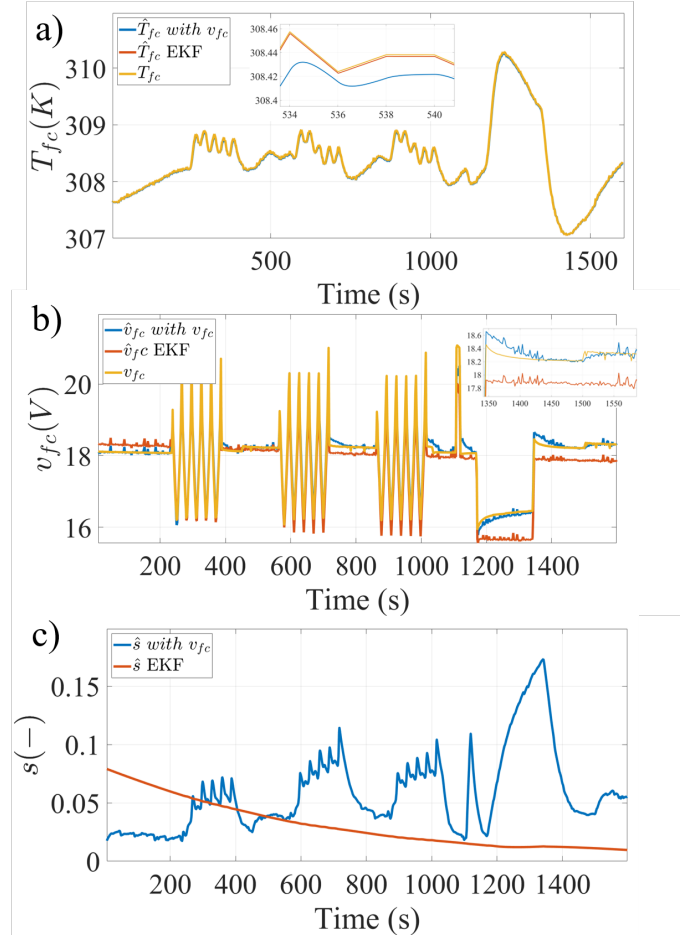 a)
T̂_fc with v_fc
T̂_fc EKF
T_fc
308.46
308.44
308.42
308.4
534 536 538 540
310
309
308
307
T_fc(K)
500 1000 1500
Time (s)
b)
v̂_fc with v_fc
v̂_fc EKF
v_fc
18.6
18.4
18.2
18
17.8
1350 1400 1450 1500 1550
20
18
16
v_fc(V)
200 400 600 800 1000 1200 1400
Time (s)
c)
ŝ with v_fc
ŝ EKF
0.15
0.1
0.05
0
s(−)
200 400 600 800 1000 1200 1400
Time (s)